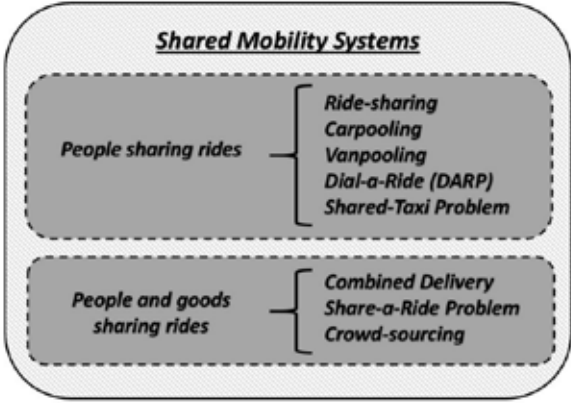 Shared Mobility Systems
People sharing rides
Ride-sharing
Carpooling
Vanpooling
Dial-a-Ride (DARP)
Shared-Taxi Problem
People and goods
sharing rides
Combined Delivery
Share-a-Ride Problem
Crowd-sourcing